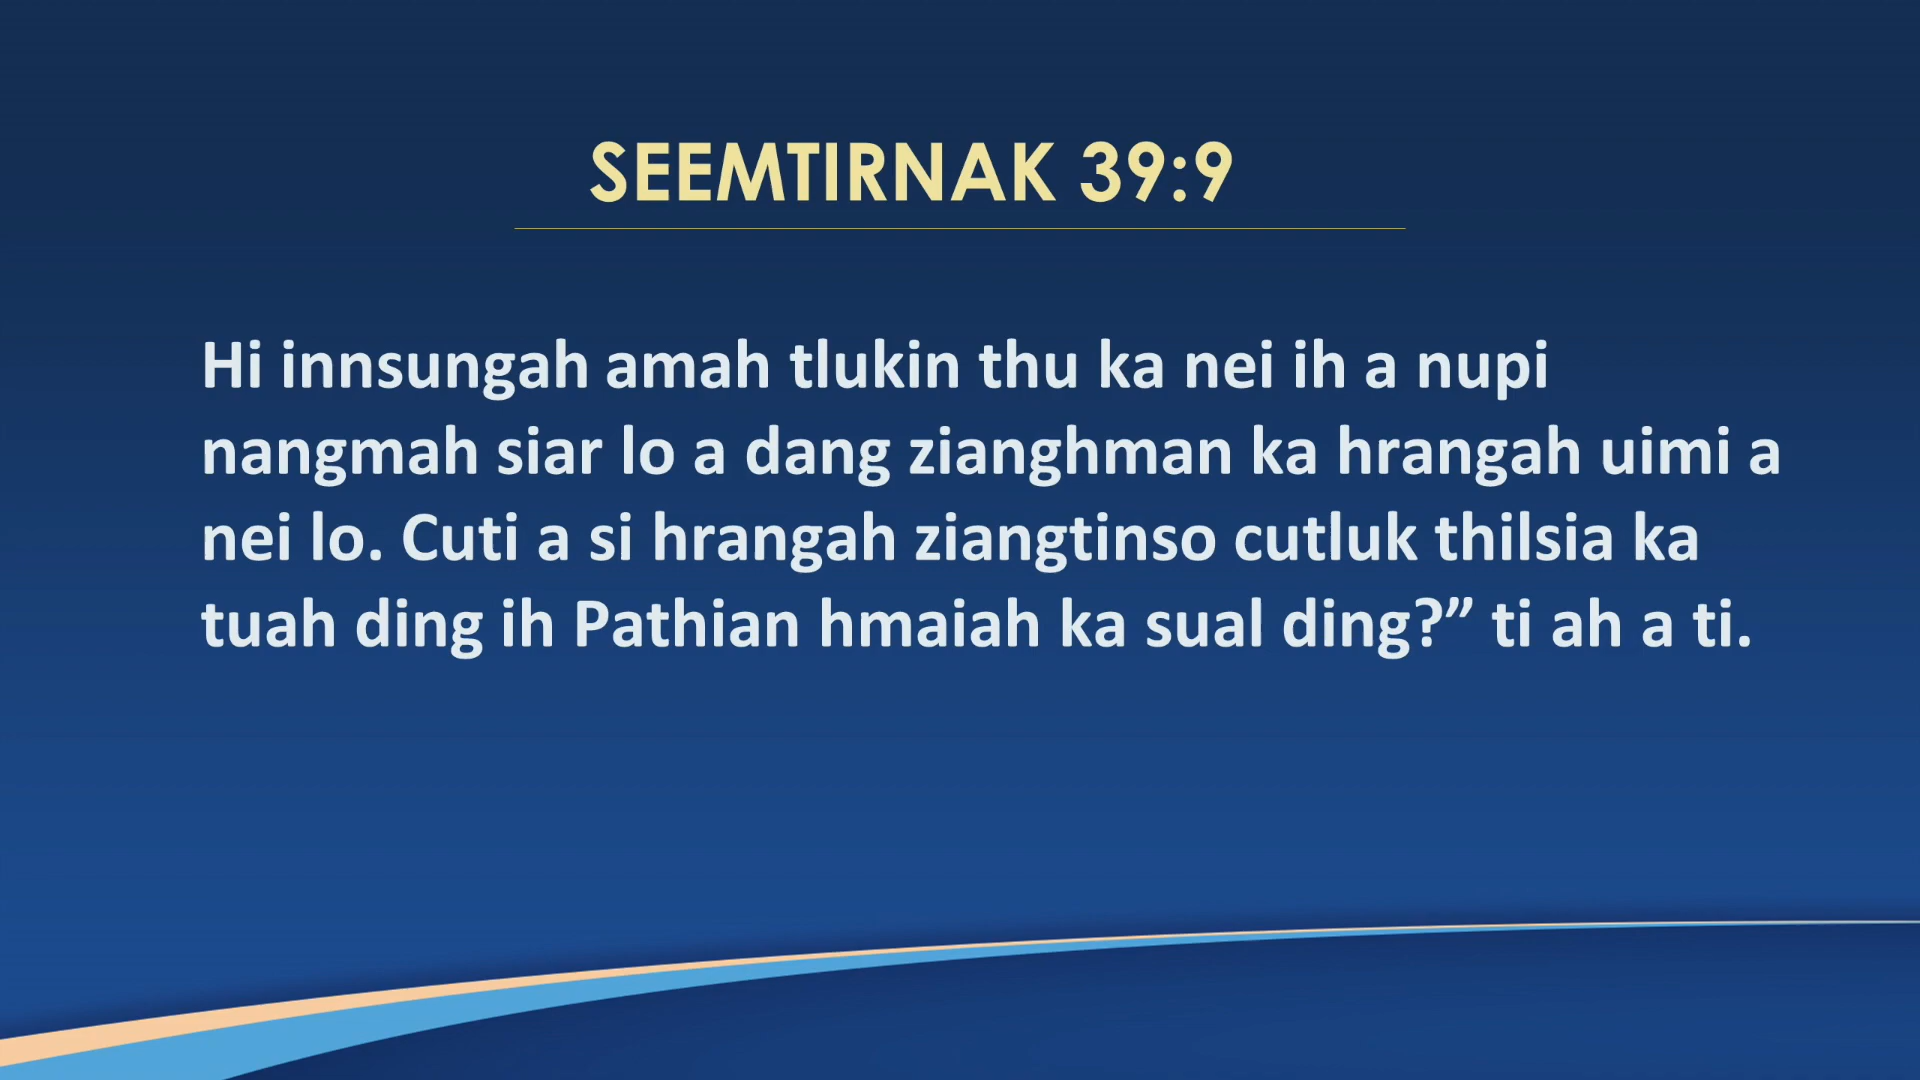 SEEMTIRNAK 39:9
Hi innsungah amah tlukin thu ka nei ih a nupi
nangmah siar lo a dang zianghman ka hrangah uimi a
nei lo. Cuti a si hrangah ziangtinso cutluk thilsia ka
tuah ding ih Pathian hmaiah ka sual ding?” ti ah a ti.